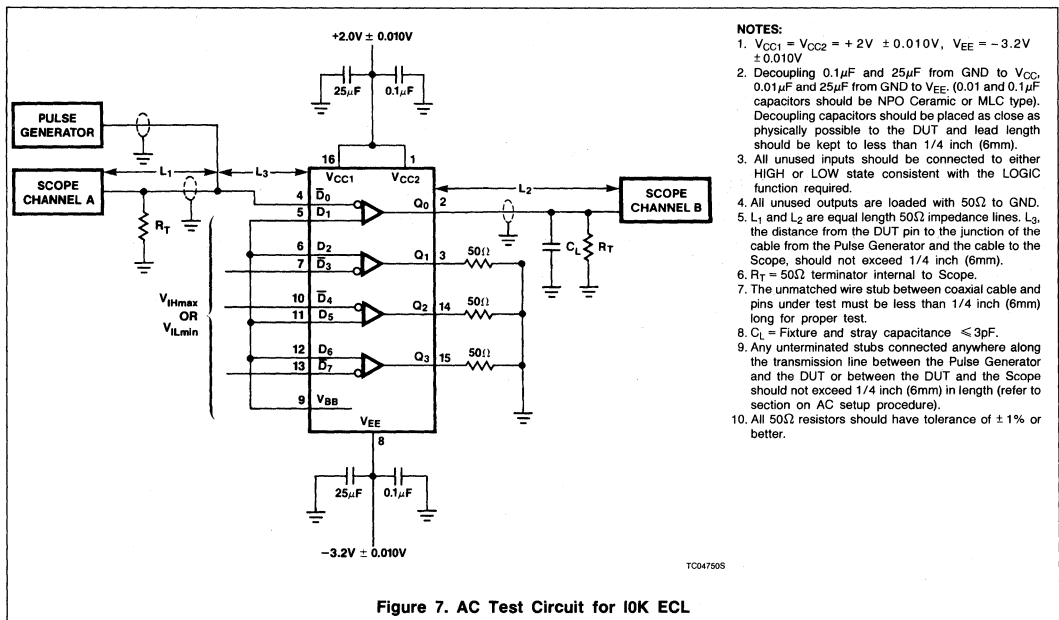 +2.0V ± 0.010V
25μF
0.1μF
PULSE
GENERATOR
SCOPE
CHANNEL A
L1
L3
RT
16
1
VCC1
VCC2
4
D̅0
5
D1
6
D2
7
D̅3
10
D̅4
11
D5
12
D6
13
D̅7
9
VBB
VEE
8
Q0
2
Q1
3
50Ω
Q2
14
50Ω
Q3
15
50Ω
L2
SCOPE
CHANNEL B
CL
RT
VIHmax
OR
VILmin
25μF
0.1μF
−3.2V ± 0.010V
TC04750S
NOTES:
1. VCC1 = VCC2 = + 2V ±0.010V, VEE = −3.2V
±0.010V
2. Decoupling 0.1μF and 25μF from GND to VCC,
0.01μF and 25μF from GND to VEE. (0.01 and 0.1μF
capacitors should be NPO Ceramic or MLC type).
Decoupling capacitors should be placed as close as
physically possible to the DUT and lead length
should be kept to less than 1/4 inch (6mm).
3. All unused inputs should be connected to either
HIGH or LOW state consistent with the LOGIC
function required.
4. All unused outputs are loaded with 50Ω to GND.
5. L1 and L2 are equal length 50Ω impedance lines. L3,
the distance from the DUT pin to the junction of the
cable from the Pulse Generator and the cable to the
Scope, should not exceed 1/4 inch (6mm).
6. RT = 50Ω terminator internal to Scope.
7. The unmatched wire stub between coaxial cable and
pins under test must be less than 1/4 inch (6mm)
long for proper test.
8. CL = Fixture and stray capacitance ⩽ 3pF.
9. Any unterminated stubs connected anywhere along
the transmission line between the Pulse Generator
and the DUT or between the DUT and the Scope
should not exceed 1/4 inch (6mm) in length (refer to
section on AC setup procedure).
10. All 50Ω resistors should have tolerance of ± 1% or
better.
Figure 7. AC Test Circuit for I0K ECL